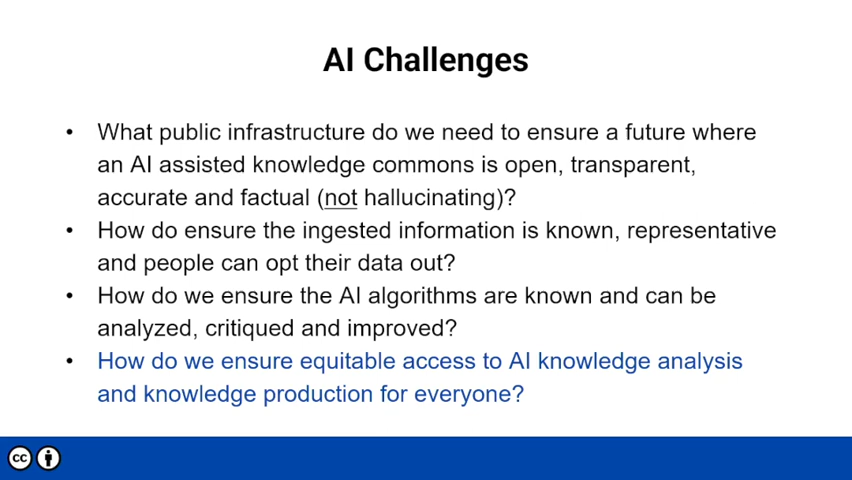 AI Challenges
• What public infrastructure do we need to ensure a future where
an AI assisted knowledge commons is open, transparent,
accurate and factual (not hallucinating)?
• How do ensure the ingested information is known, representative
and people can opt their data out?
• How do we ensure the AI algorithms are known and can be
analyzed, critiqued and improved?
• How do we ensure equitable access to AI knowledge analysis
and knowledge production for everyone?
cc